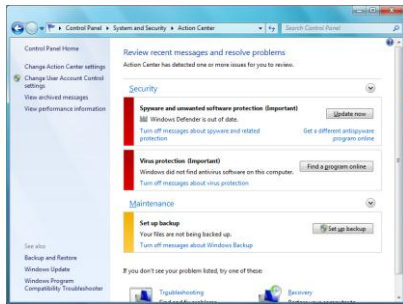 Control Panel ▸ System and Security ▸ Action Center
Search Control Panel
Control Panel Home
Change Action Center settings
Change User Account Control
settings
View archived messages
View performance information
See also
Backup and Restore
Windows Update
Windows Program
Compatibility Troubleshooter
Review recent messages and resolve problems
Action Center has detected one or more issues for you to review.
Security
Spyware and unwanted software protection (Important)
Update now
Windows Defender is out of date.
Turn off messages about spyware and related
protection
Get a different antispyware
program online
Virus protection (Important)
Find a program online
Windows did not find antivirus software on this computer.
Turn off messages about virus protection
Maintenance
Set up backup
Set up backup
Your files are not being backed up.
Turn off messages about Windows Backup
If you don't see your problem listed, try one of these:
Troubleshooting
Recovery